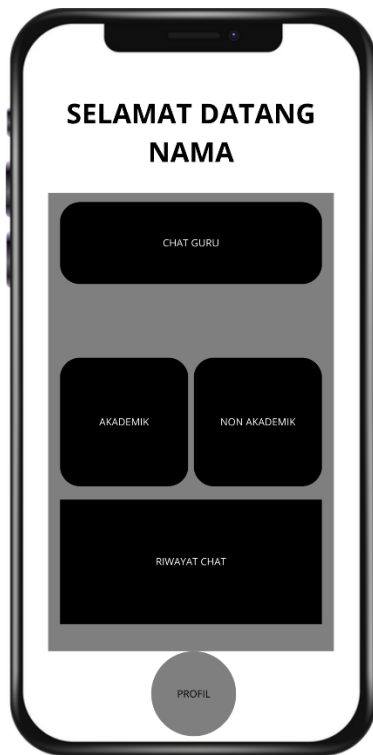 SELAMAT DATANG
NAMA
CHAT GURU
AKADEMIK
NON AKADEMIK
RIWAYAT CHAT
PROFIL